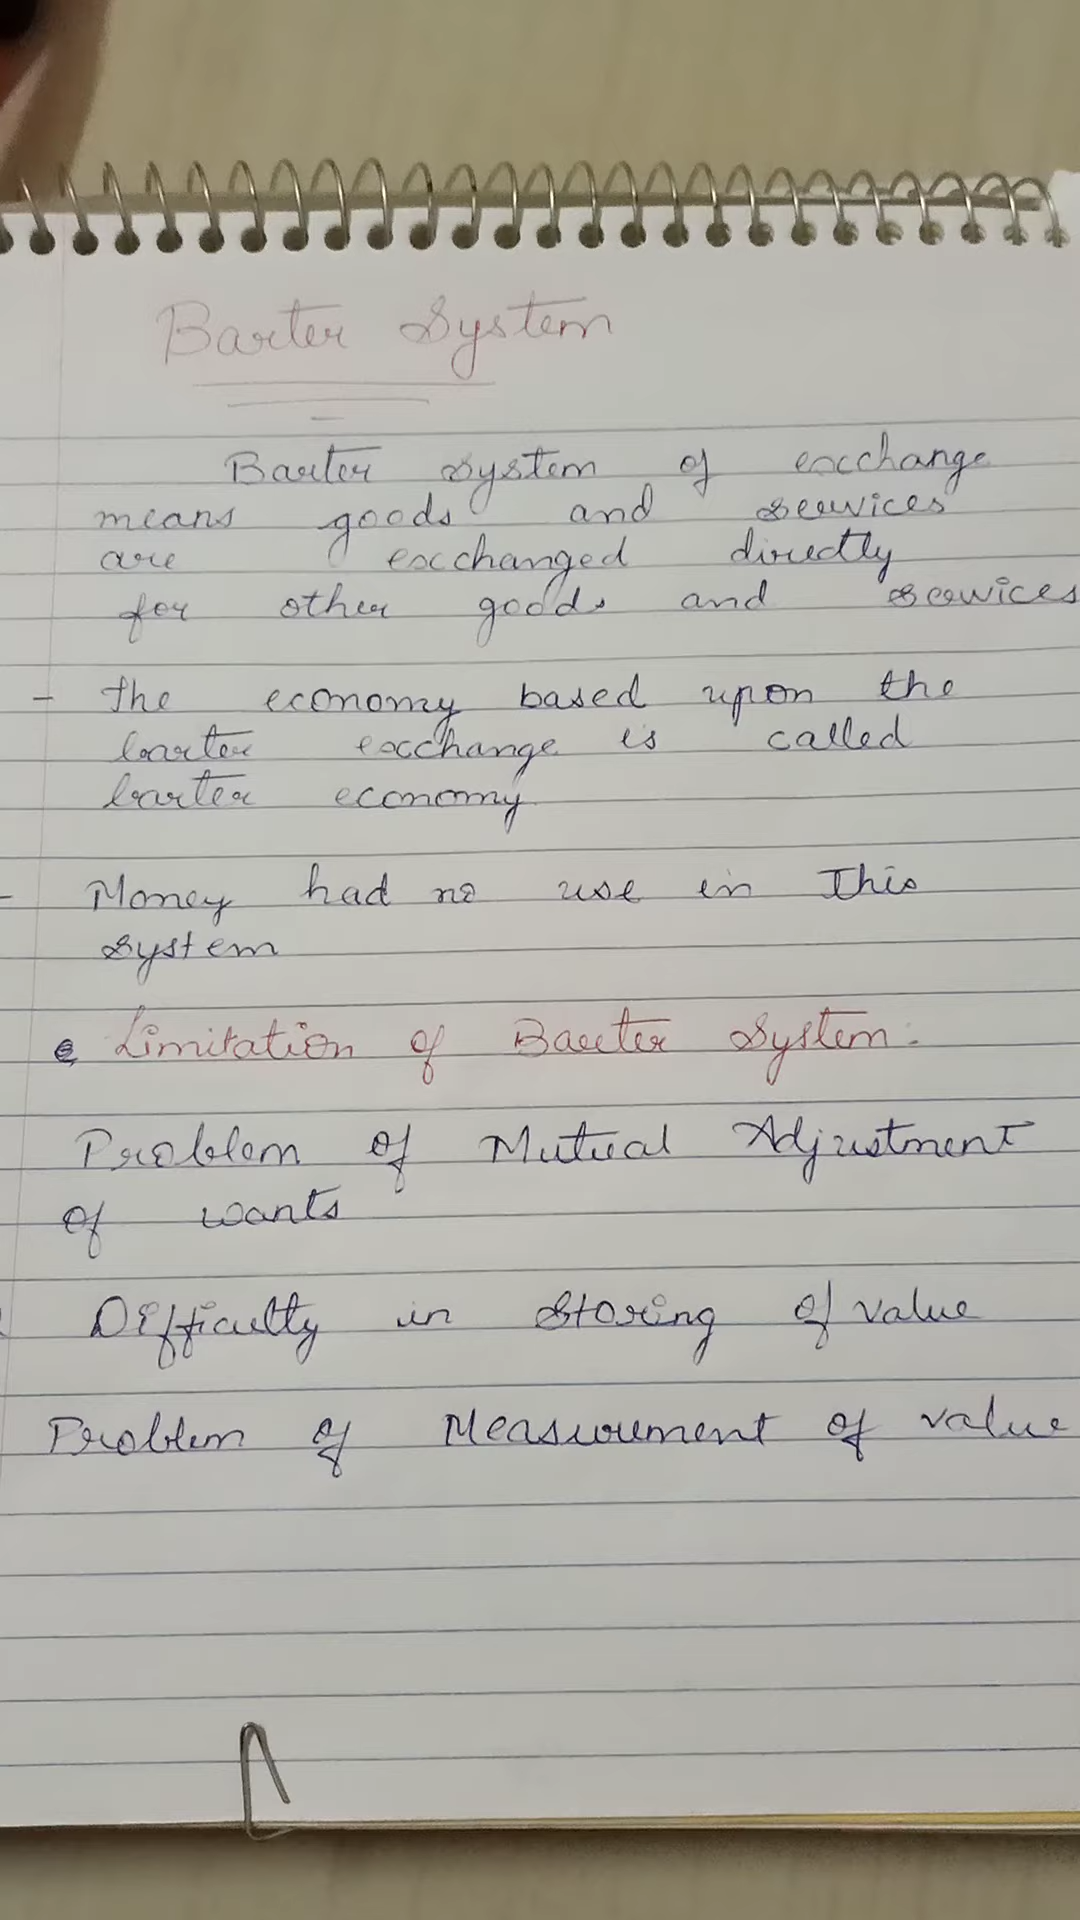 Barter System
Barter system of exchange
means goods and services
are exchanged directly
for other goods and services
- the economy based upon the
barter exchange is called
barter economy
- Money had no use in This
system
Limitation of Barter System.
Problem of Mutual Adjustment
of wants
Difficulty in Storing of value
Problem of Measurement of value